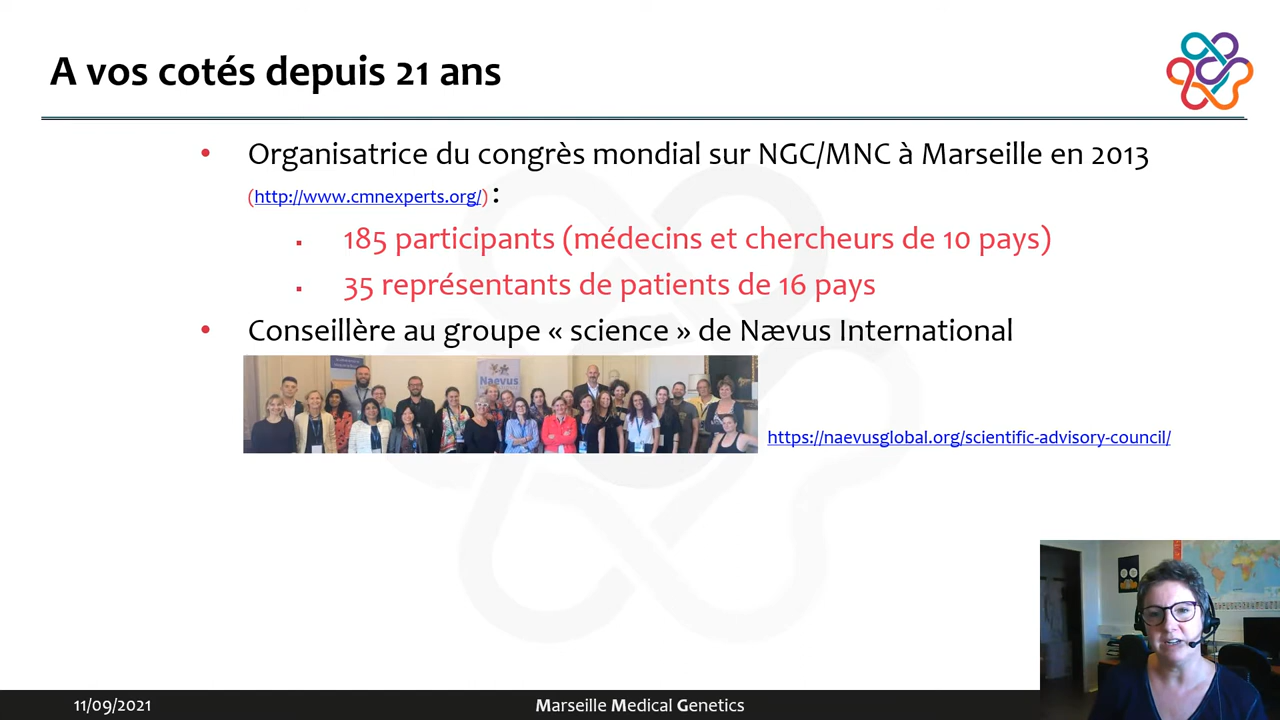 A vos cotés depuis 21 ans
• Organisatrice du congrès mondial sur NGC/MNC à Marseille en 2013
(http://www.cmnexperts.org/) :
▪ 185 participants (médecins et chercheurs de 10 pays)
▪ 35 représentants de patients de 16 pays
• Conseillère au groupe « science » de Nævus International
Naevus
https://naevusglobal.org/scientific-advisory-council/
11/09/2021
Marseille Medical Genetics